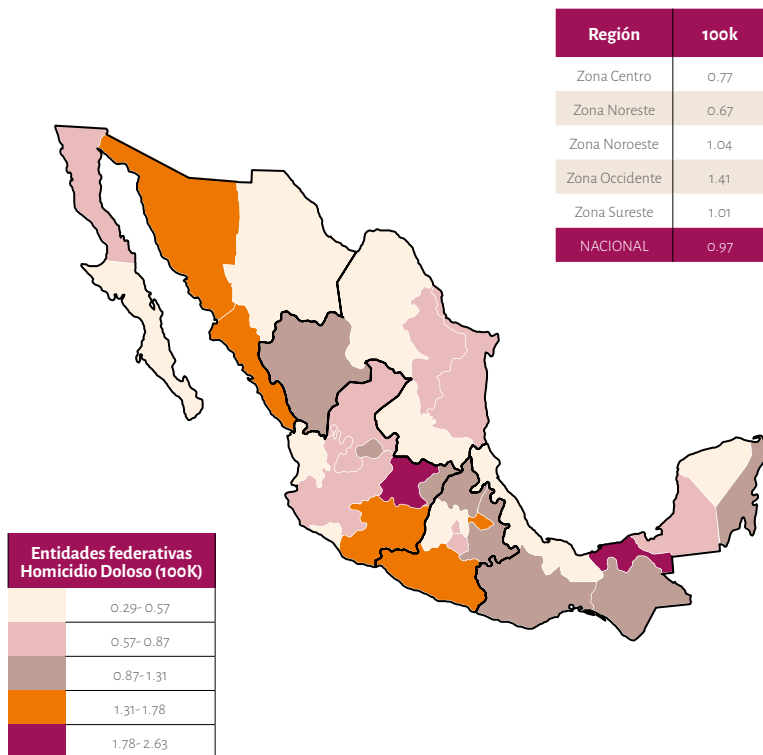 Región 100k
Zona Centro 0.77
Zona Noreste 0.67
Zona Noroeste 1.04
Zona Occidente 1.41
Zona Sureste 1.01
NACIONAL 0.97
Entidades federativas
Homicidio Doloso (100K)
0.29-0.57
0.57-0.87
0.87-1.31
1.31-1.78
1.78-2.63